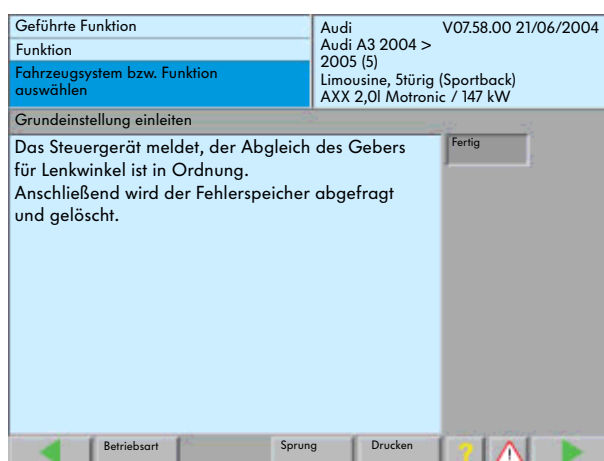 Geführte Funktion
Funktion
Fahrzeugsystem bzw. Funktion
auswählen
Audi V07.58.00 21/06/2004
Audi A3 2004 >
2005 (5)
Limousine, 5türig (Sportback)
AXX 2,0l Motronic / 147 kW
Grundeinstellung einleiten
Das Steuergerät meldet, der Abgleich des Gebers
für Lenkwinkel ist in Ordnung.
Anschließend wird der Fehlerspeicher abgefragt
und gelöscht.
Fertig
Betriebsart Sprung Drucken ? !